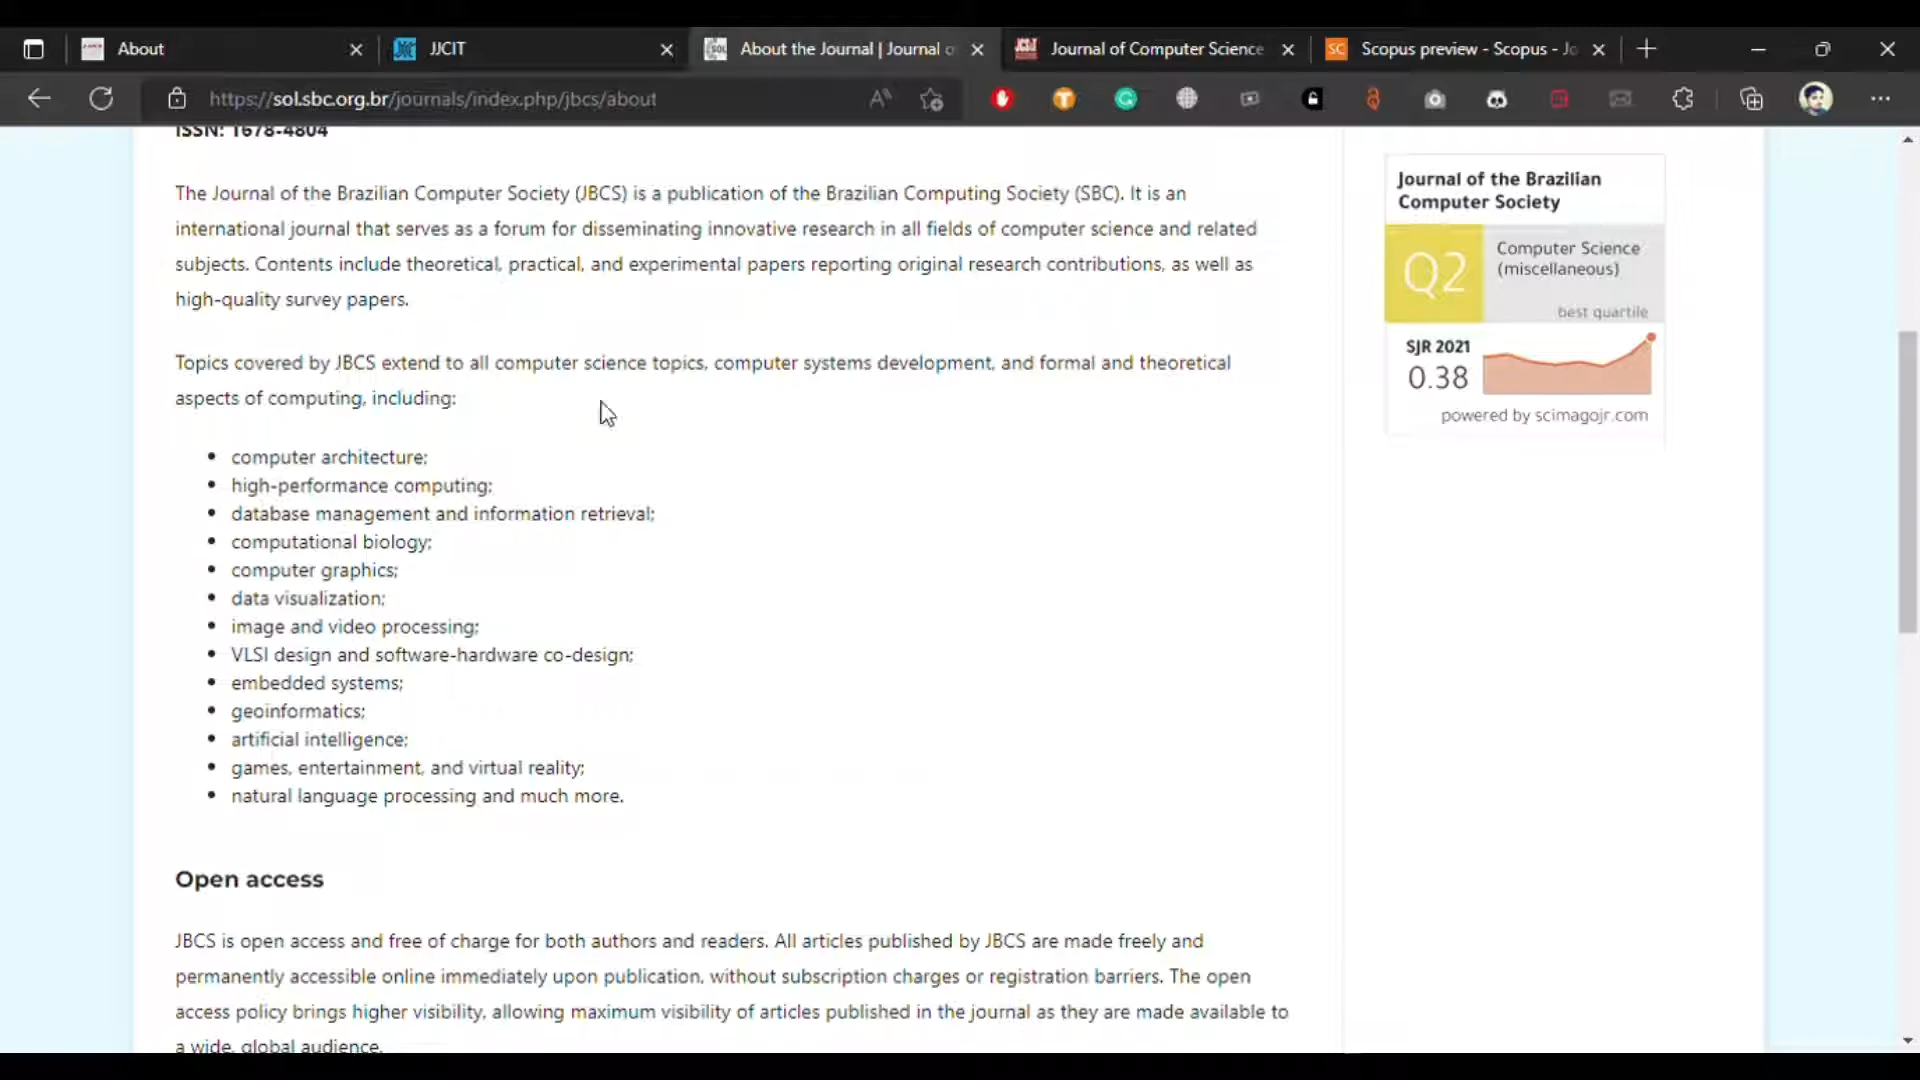 About
JJCIT
About the Journal | Journal o
Journal of Computer Science
Scopus preview - Scopus - Jo
https://sol.sbc.org.br/journals/index.php/jbcs/about
ISSN: 1678-4804
The Journal of the Brazilian Computer Society (JBCS) is a publication of the Brazilian Computing Society (SBC). It is an
international journal that serves as a forum for disseminating innovative research in all fields of computer science and related
subjects. Contents include theoretical, practical, and experimental papers reporting original research contributions, as well as
high-quality survey papers.
Topics covered by JBCS extend to all computer science topics, computer systems development, and formal and theoretical
aspects of computing, including:
• computer architecture;
• high-performance computing;
• database management and information retrieval;
• computational biology;
• computer graphics;
• data visualization;
• image and video processing;
• VLSI design and software-hardware co-design;
• embedded systems;
• geoinformatics;
• artificial intelligence;
• games, entertainment, and virtual reality;
• natural language processing and much more.
Open access
JBCS is open access and free of charge for both authors and readers. All articles published by JBCS are made freely and
permanently accessible online immediately upon publication, without subscription charges or registration barriers. The open
access policy brings higher visibility, allowing maximum visibility of articles published in the journal as they are made available to
a wide, global audience.
Journal of the Brazilian
Computer Society
Q2
Computer Science
(miscellaneous)
best quartile
SJR 2021
0.38
powered by scimagojr.com